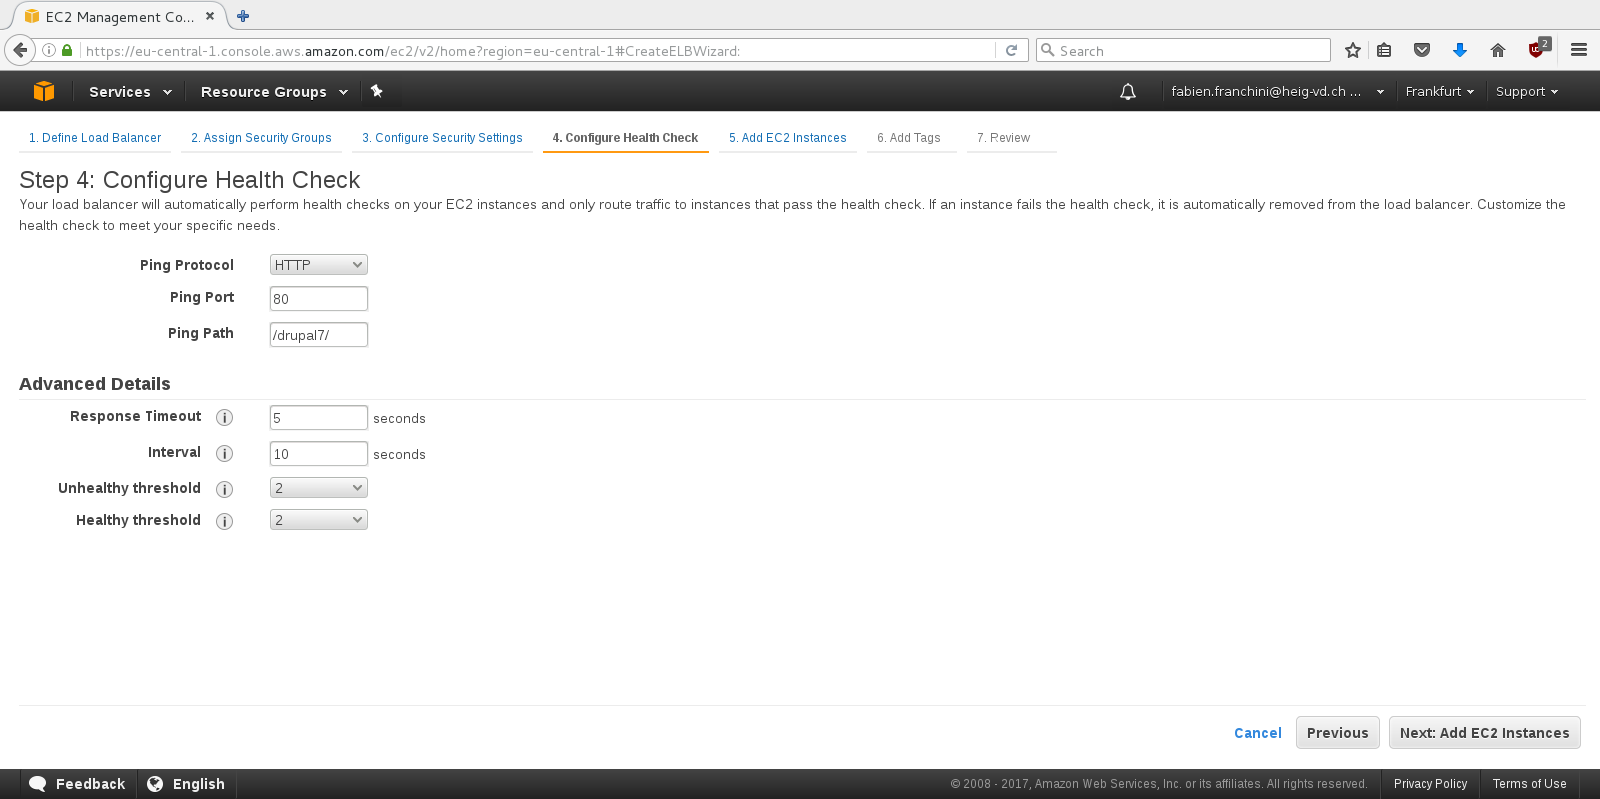 EC2 Management Co...
https://eu-central-1.console.aws.amazon.com/ec2/v2/home?region=eu-central-1#CreateELBWizard:
Search
2
Services
Resource Groups
fabien.franchini@heig-vd.ch ...
Frankfurt
Support
1. Define Load Balancer
2. Assign Security Groups
3. Configure Security Settings
4. Configure Health Check
5. Add EC2 Instances
6. Add Tags
7. Review
Step 4: Configure Health Check
Your load balancer will automatically perform health checks on your EC2 instances and only route traffic to instances that pass the health check. If an instance fails the health check, it is automatically removed from the load balancer. Customize the
health check to meet your specific needs.
Ping Protocol HTTP
Ping Port 80
Ping Path /drupal7/
Advanced Details
Response Timeout i 5 seconds
Interval i 10 seconds
Unhealthy threshold i 2
Healthy threshold i 2
Cancel
Previous
Next: Add EC2 Instances
Feedback
English
© 2008 - 2017, Amazon Web Services, Inc. or its affiliates. All rights reserved.
Privacy Policy
Terms of Use